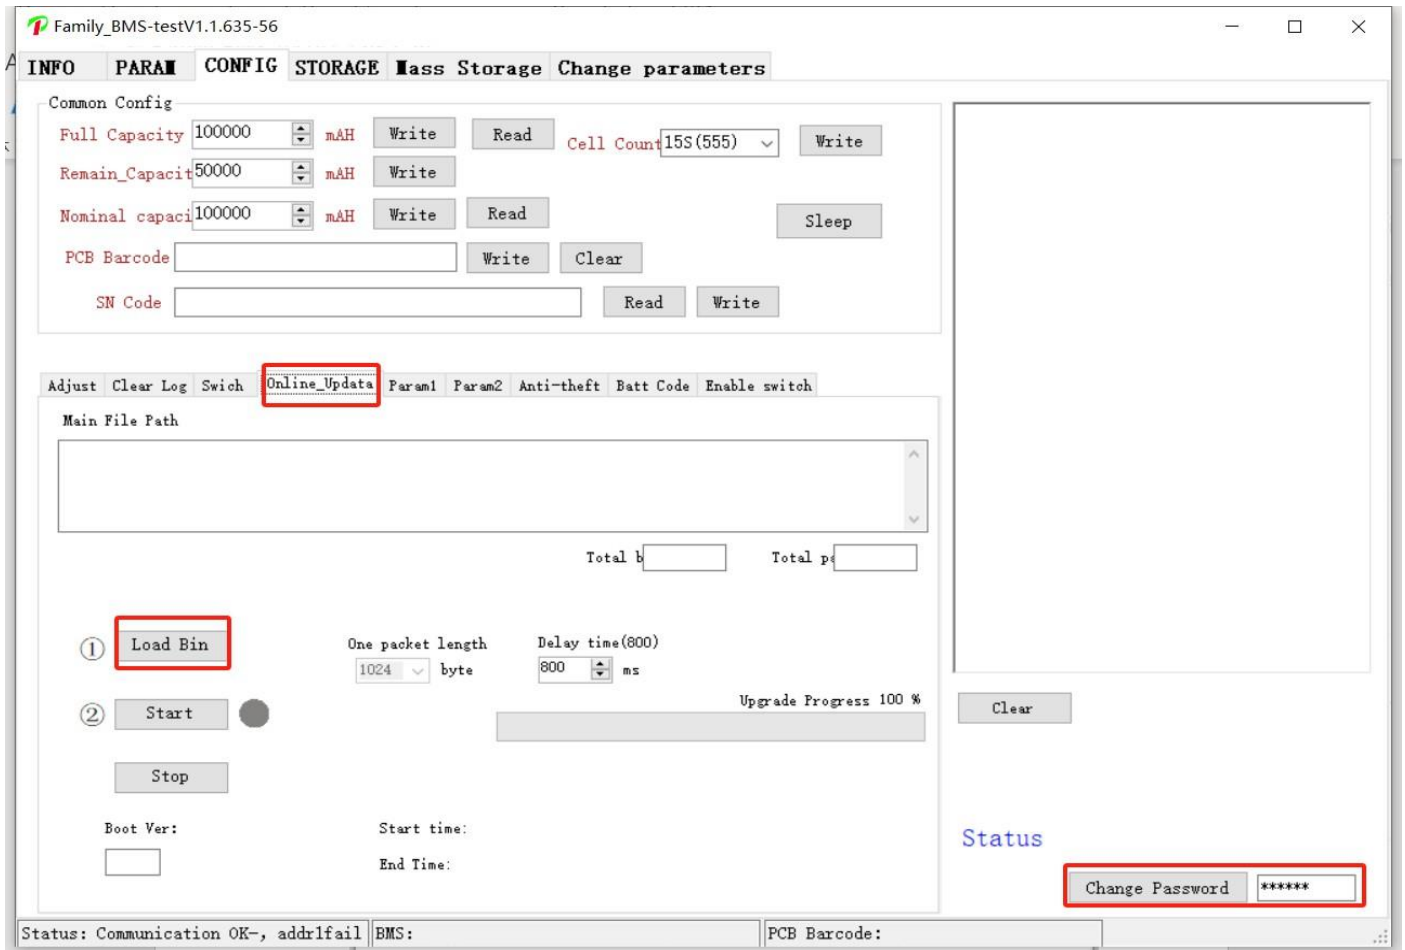 Family_BMS-testV1.1.635-56
INFO PARAM CONFIG STORAGE Mass Storage Change parameters
Common Config
Full Capacity 100000 mAH Write Read Cell Count 15S(555) Write
Remain_Capacit 50000 mAH Write
Nominal capaci 100000 mAH Write Read Sleep
PCB Barcode Write Clear
SN Code Read Write
Adjust Clear Log Swich Online_Updata Param1 Param2 Anti-theft Batt Code Enable switch
Main File Path
Total b Total pa
One packet length Delay time(800)
① Load Bin 1024 byte 800 ms
Upgrade Progress 100 %
② Start Clear
Stop
Boot Ver: Start time:
End Time:
Status
Change Password ******
Status: Communication OK-, addr1fail BMS: PCB Barcode: